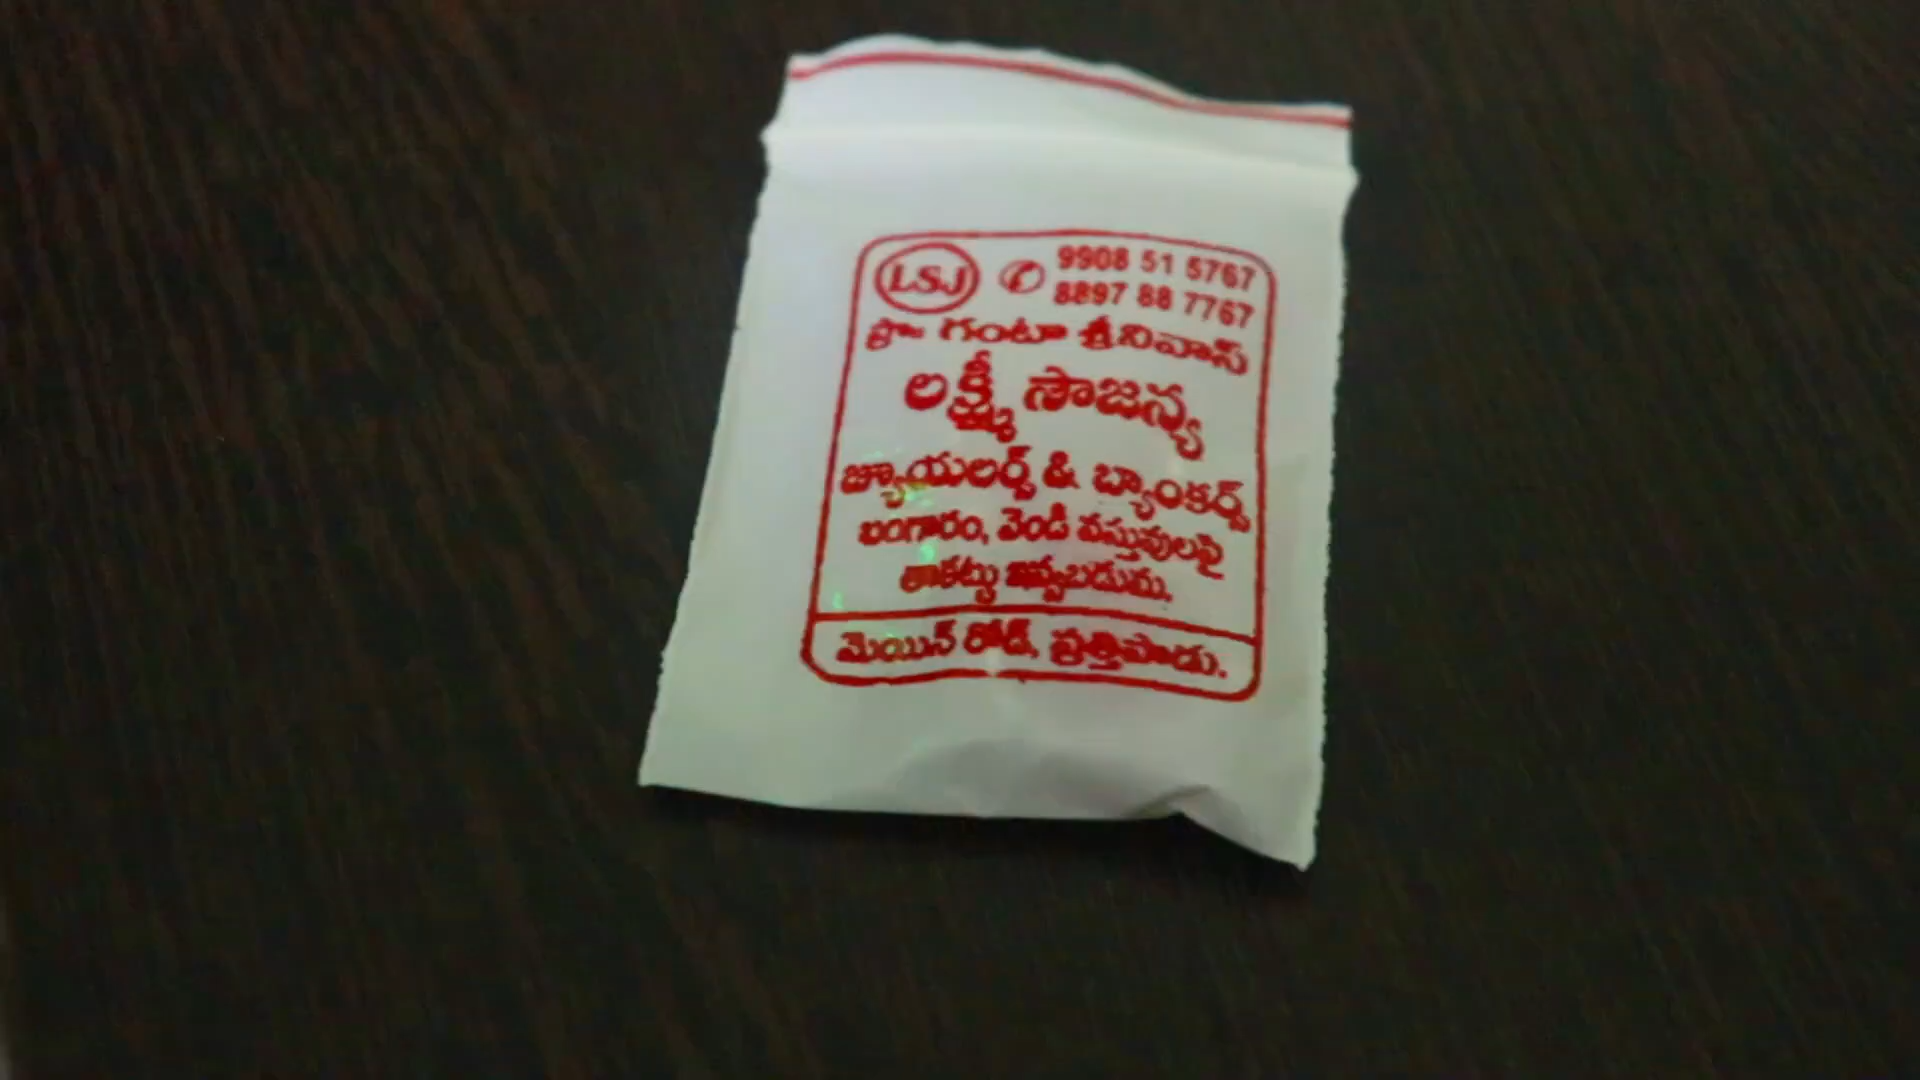 LSJ ✆ 9908 51 5767
8897 88 7767
ప్రొ. గంటా శ్రీనివాస్
లక్ష్మీ సౌజన్య
జ్యూయలర్స్ & బ్యాంకర్స్
బంగారం, వెండి వస్తువులపై
తాకట్టు ఇవ్వబడును.
మెయిన్ రోడ్, ప్రత్తిపాడు.